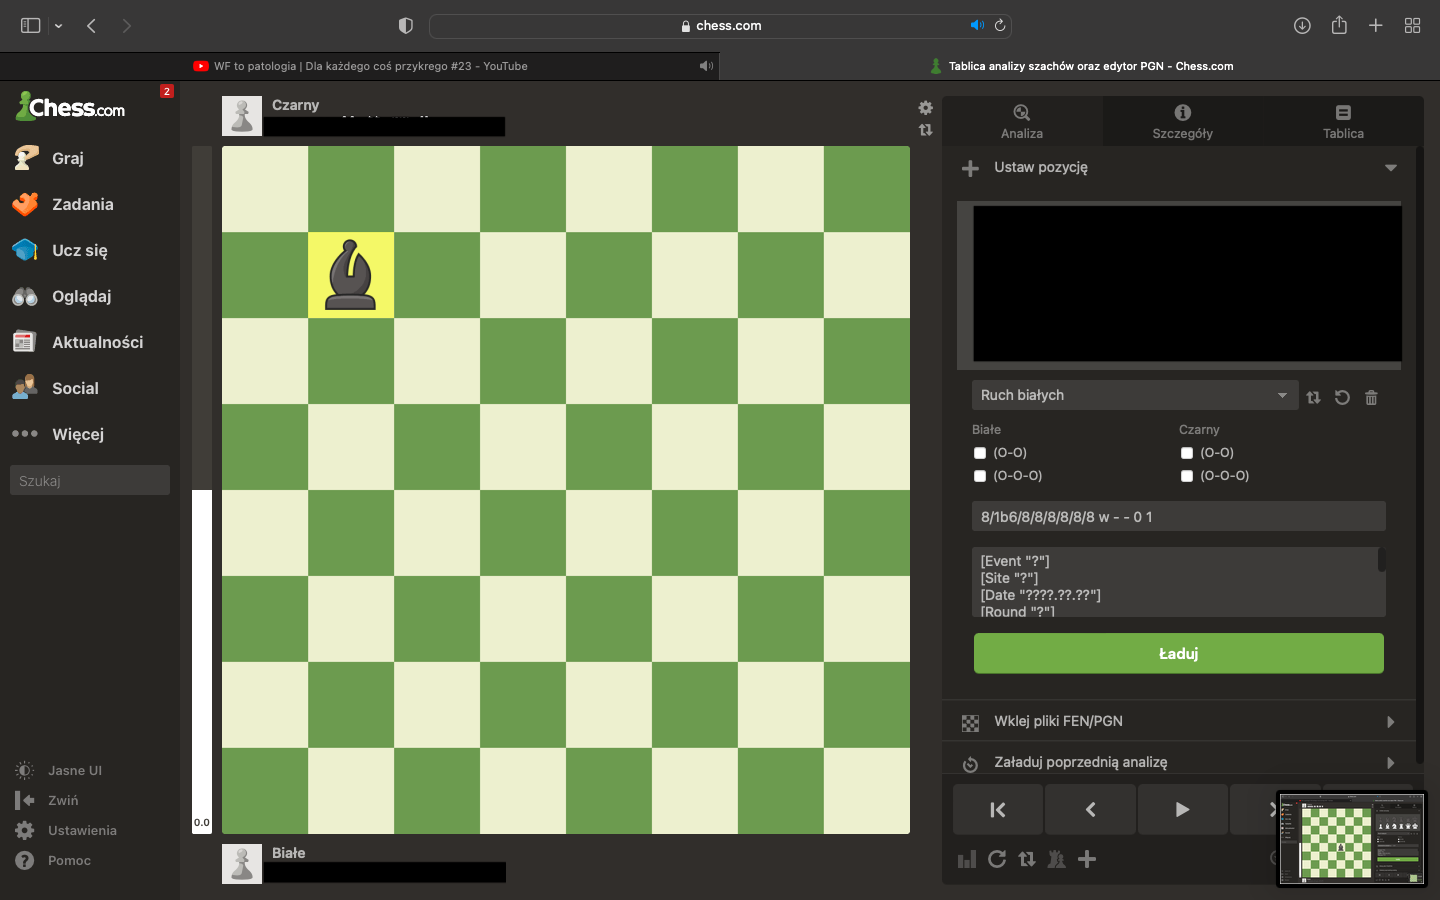 chess.com
WF to patologia | Dla każdego coś przykrego #23 - YouTube
Tablica analizy szachów oraz edytor PGN - Chess.com
Chess.com
2
Graj
Zadania
Ucz się
Oglądaj
Aktualności
Social
Więcej
Szukaj
Jasne UI
Zwiń
Ustawienia
Pomoc
Czarny
0.0
Białe
Analiza
Szczegóły
Tablica
Ustaw pozycję
Ruch białych
Białe
Czarny
(O-O)
(O-O)
(O-O-O)
(O-O-O)
8/1b6/8/8/8/8/8/8 w - - 0 1
[Event "?"]
[Site "?"]
[Date "????.??.??"]
[Round "?"]
Ładuj
Wklej pliki FEN/PGN
Załaduj poprzednią analizę